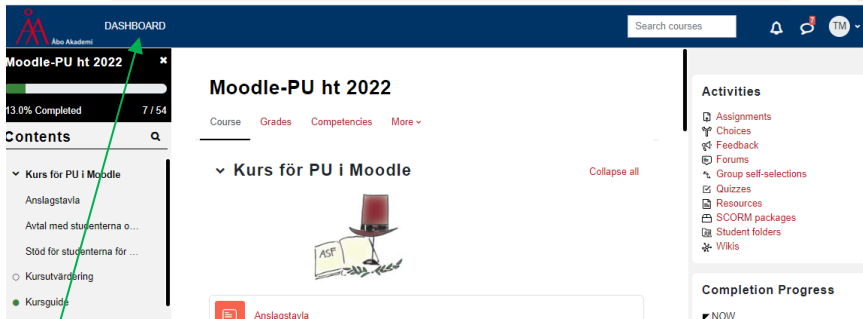 DASHBOARD
Search courses
7
TM
Åbo Akademi
Moodle-PU ht 2022
13.0% Completed 7 / 54
Contents
Kurs för PU i Moodle
Anslagstavla
Avtal med studenterna o...
Stöd för studenterna för ...
Kursutvärdering
Kursguide
Moodle-PU ht 2022
Course Grades Competencies More
Kurs för PU i Moodle
Collapse all
ASF
Anslagstavla
Activities
Assignments
Choices
Feedback
Forums
Group self-selections
Quizzes
Resources
SCORM packages
Student folders
Wikis
Completion Progress
NOW